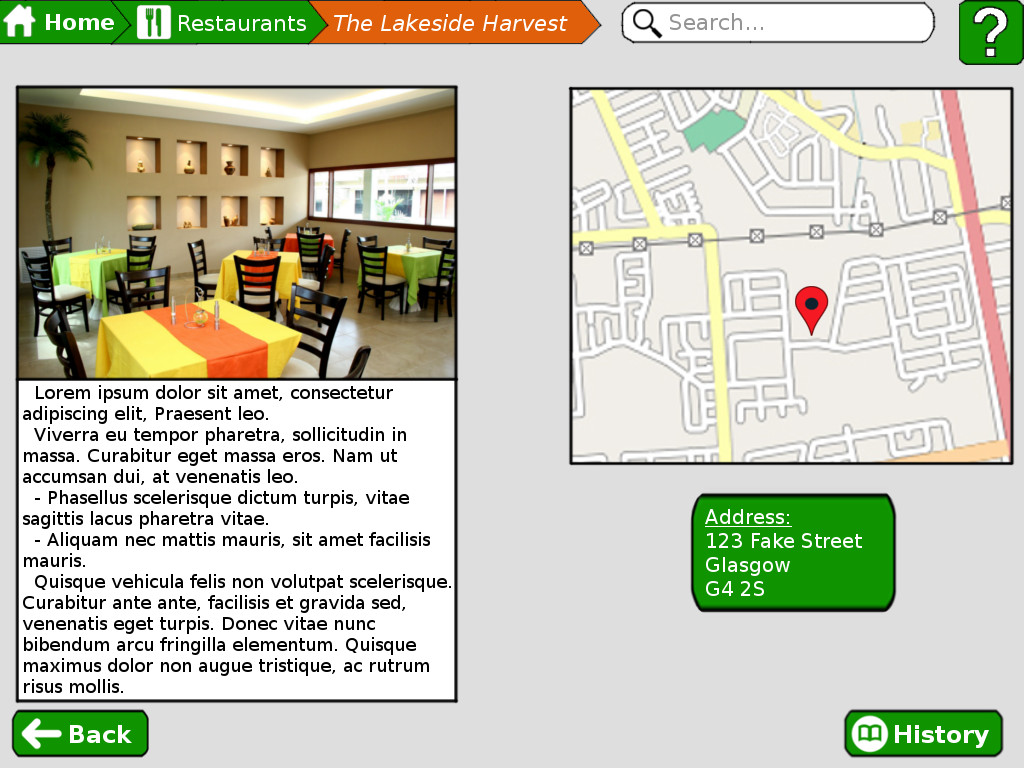 Home
Restaurants
The Lakeside Harvest
Search...
?
Lorem ipsum dolor sit amet, consectetur
adipiscing elit, Praesent leo.
Viverra eu tempor pharetra, sollicitudin in
massa. Curabitur eget massa eros. Nam ut
accumsan dui, at venenatis leo.
- Phasellus scelerisque dictum turpis, vitae
sagittis lacus pharetra vitae.
- Aliquam nec mattis mauris, sit amet facilisis
mauris.
Quisque vehicula felis non volutpat scelerisque.
Curabitur ante ante, facilisis et gravida sed,
venenatis eget turpis. Donec vitae nunc
bibendum arcu fringilla elementum. Quisque
maximus dolor non augue tristique, ac rutrum
risus mollis.
Address:
123 Fake Street
Glasgow
G4 2S
Back
History